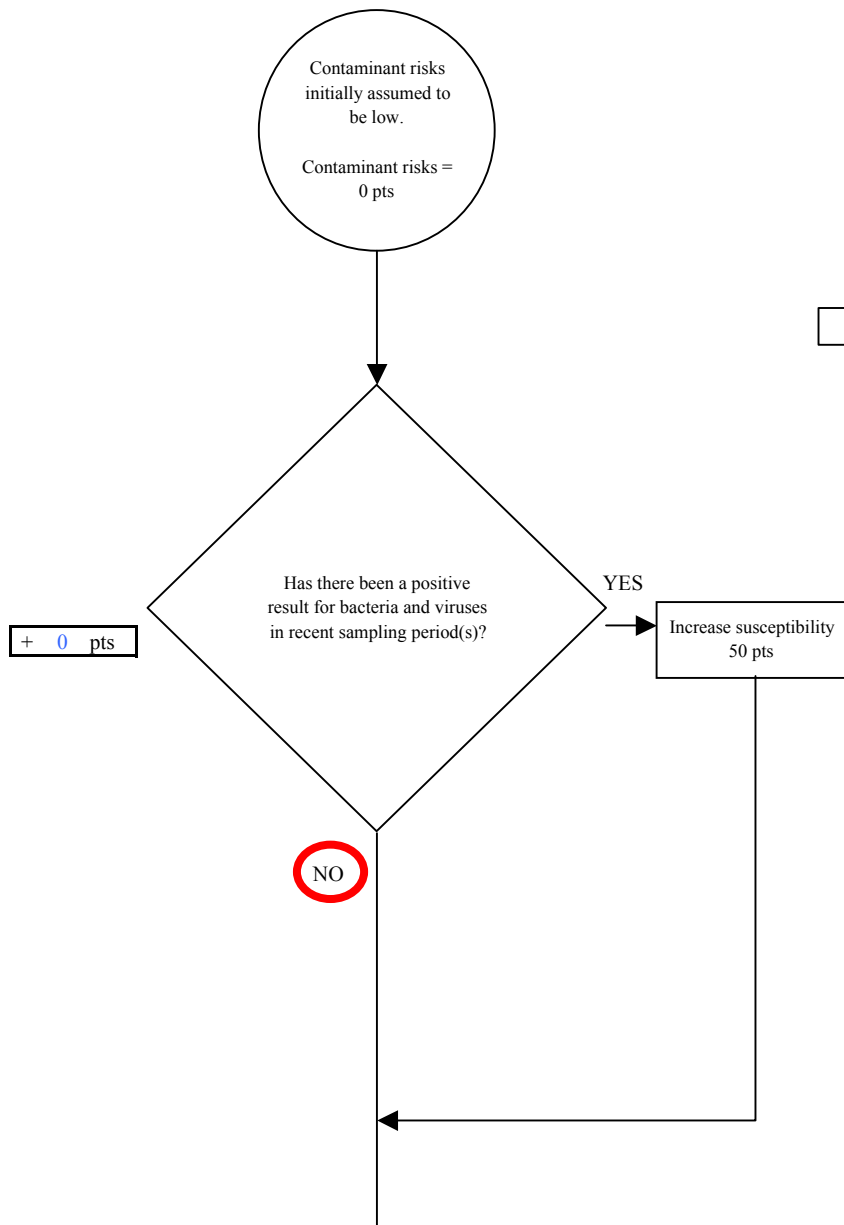 Contaminant risks
initially assumed to
be low.
Contaminant risks =
0 pts
Has there been a positive
result for bacteria and viruses
in recent sampling period(s)?
YES
+ 0 pts
Increase susceptibility
50 pts
NO